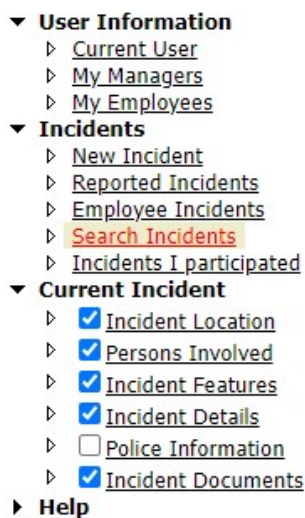 User Information
Current User
My Managers
My Employees
Incidents
New Incident
Reported Incidents
Employee Incidents
Search Incidents
Incidents I participated
Current Incident
Incident Location
Persons Involved
Incident Features
Incident Details
Police Information
Incident Documents
Help